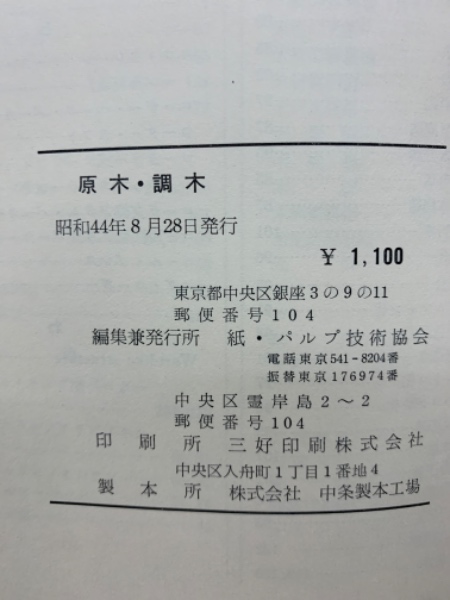 原木・調木
昭和44年8月28日発行
¥ 1,100
東京都中央区銀座3の9の11
郵便番号104
編集兼発行所 紙・パルプ技術協会
電話東京541-8204番
振替東京176974番
中央区霊岸島2～2
郵便番号104
印刷所 三好印刷株式会社
中央区入舟町1丁目1番地4
製本所 株式会社 中条製本工場